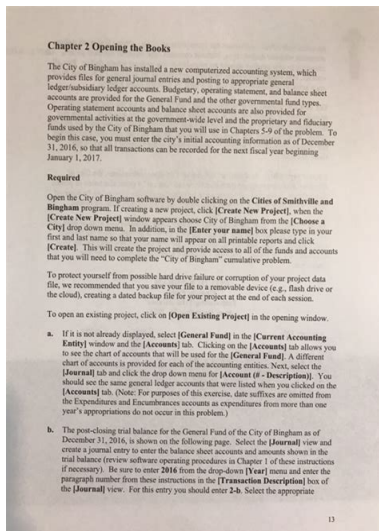 Chapter 2 Opening the Books
The City of Bingham has installed a new computerized accounting system, which
provides files for general journal entries and posting to appropriate general
ledger/subsidiary ledger accounts. Budgetary, operating statement, and balance sheet
accounts are provided for the General Fund and the other governmental fund types.
Operating statement accounts and balance sheet accounts are also provided for
governmental activities at the government-wide level and the proprietary and fiduciary
funds used by the City of Bingham that you will use in Chapters 5-9 of the problem. To
begin this case, you must enter the city's initial accounting information as of December
31, 2016, so that all transactions can be recorded for the next fiscal year beginning
January 1, 2017.
Required
Open the City of Bingham software by double clicking on the Cities of Smithville and
Bingham program. If creating a new project, click [Create New Project], when the
[Create New Project] window appears choose City of Bingham from the [Choose a
City] drop down menu. In addition, in the [Enter your name] box please type in your
first and last name so that your name will appear on all printable reports and click
[Create]. This will create the project and provide access to all of the funds and accounts
that you will need to complete the "City of Bingham" cumulative problem.
To protect yourself from possible hard drive failure or corruption of your project data
file, we recommended that you save your file to a removable device (e.g., flash drive or
the cloud), creating a dated backup file for your project at the end of each session.
To open an existing project, click on [Open Existing Project] in the opening window.
a. If it is not already displayed, select [General Fund] in the [Current Accounting
Entity] window and the [Accounts] tab. Clicking on the [Accounts] tab allows you
to see the chart of accounts that will be used for the [General Fund]. A different
chart of accounts is provided for each of the accounting entities. Next, select the
[Journal] tab and click the drop down menu for [Account (# - Description)]. You
should see the same general ledger accounts that were listed when you clicked on the
[Accounts] tab. (Note: For purposes of this exercise, date suffixes are omitted from
the Expenditures and Encumbrances accounts as expenditures from more than one
year's appropriations do not occur in this problem.)
b. The post-closing trial balance for the General Fund of the City of Bingham as of
December 31, 2016, is shown on the following page. Select the [Journal] view and
create a journal entry to enter the balance sheet accounts and amounts shown in the
trial balance (review software operating procedures in Chapter 1 of these instructions
if necessary). Be sure to enter 2016 from the drop-down [Year] menu and enter the
paragraph number from these instructions in the [Transaction Description] box of
the [Journal] view. For this entry you should enter 2-b. Select the appropriate
13